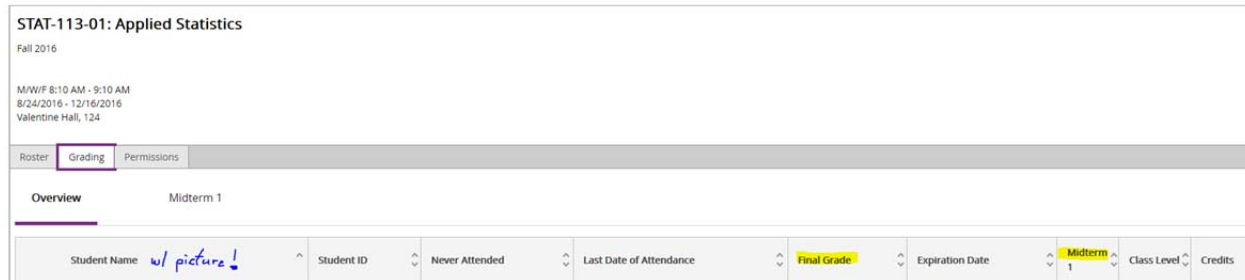 STAT-113-01: Applied Statistics
Fall 2016
M/W/F 8:10 AM - 9:10 AM
8/24/2016 - 12/16/2016
Valentine Hall, 124
Roster Grading Permissions
Overview Midterm 1
Student Name w/ picture! Student ID Never Attended Last Date of Attendance Final Grade Expiration Date Midterm 1 Class Level Credits